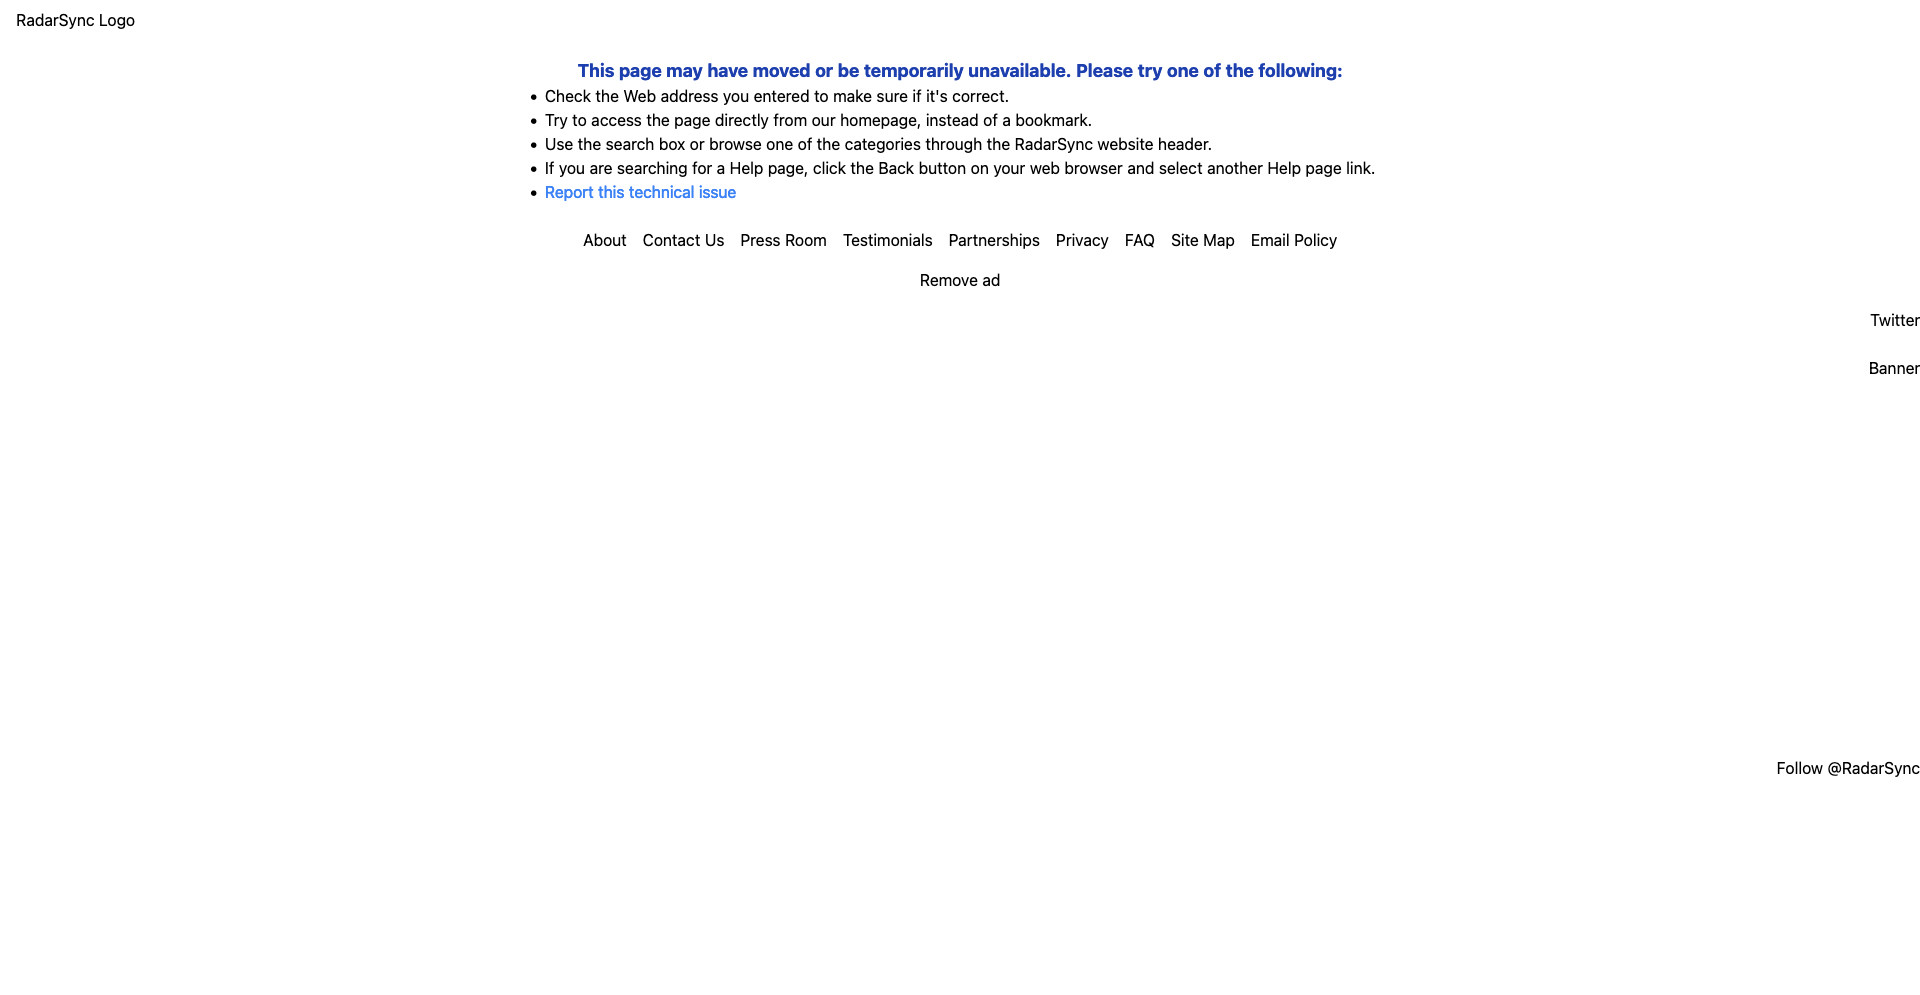 RadarSync Logo
This page may have moved or be temporarily unavailable. Please try one of the following:
• Check the Web address you entered to make sure if it's correct.
• Try to access the page directly from our homepage, instead of a bookmark.
• Use the search box or browse one of the categories through the RadarSync website header.
• If you are searching for a Help page, click the Back button on your web browser and select another Help page link.
• Report this technical issue
About Contact Us Press Room Testimonials Partnerships Privacy FAQ Site Map Email Policy
Remove ad
Twitter
Banner
Follow @RadarSync